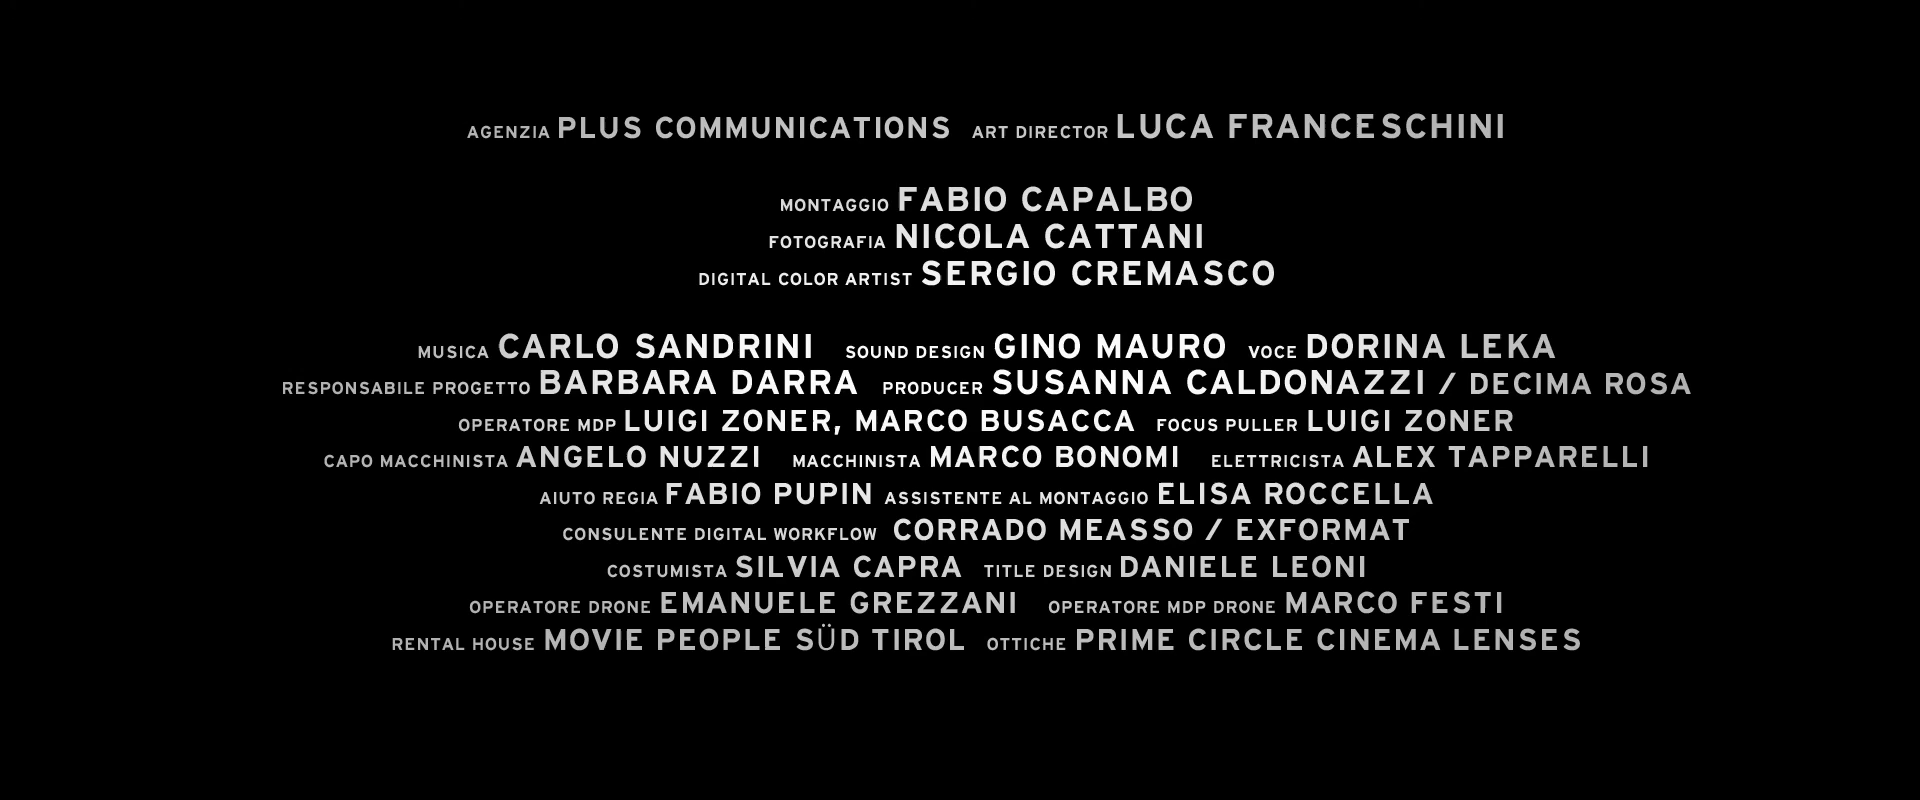 AGENZIA PLUS COMMUNICATIONS ART DIRECTOR LUCA FRANCESCHINI
MONTAGGIO FABIO CAPALBO
FOTOGRAFIA NICOLA CATTANI
DIGITAL COLOR ARTIST SERGIO CREMASCO
MUSICA CARLO SANDRINI SOUND DESIGN GINO MAURO VOCE DORINA LEKA
RESPONSABILE PROGETTO BARBARA DARRA PRODUCER SUSANNA CALDONAZZI / DECIMA ROSA
OPERATORE MDP LUIGI ZONER, MARCO BUSACCA FOCUS PULLER LUIGI ZONER
CAPO MACCHINISTA ANGELO NUZZI MACCHINISTA MARCO BONOMI ELETTRICISTA ALEX TAPPARELLI
AIUTO REGIA FABIO PUPIN ASSISTENTE AL MONTAGGIO ELISA ROCCELLA
CONSULENTE DIGITAL WORKFLOW CORRADO MEASSO / EXFORMAT
COSTUMISTA SILVIA CAPRA TITLE DESIGN DANIELE LEONI
OPERATORE DRONE EMANUELE GREZZANI OPERATORE MDP DRONE MARCO FESTI
RENTAL HOUSE MOVIE PEOPLE SÜD TIROL OTTICHE PRIME CIRCLE CINEMA LENSES